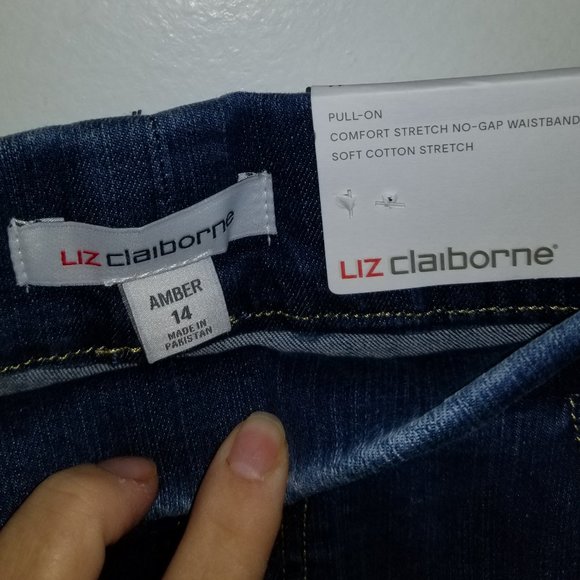 LIZ claiborne
AMBER
14
MADE IN
PAKISTAN
PULL-ON
COMFORT STRETCH NO-GAP WAISTBAND
SOFT COTTON STRETCH
LIZ claiborne®